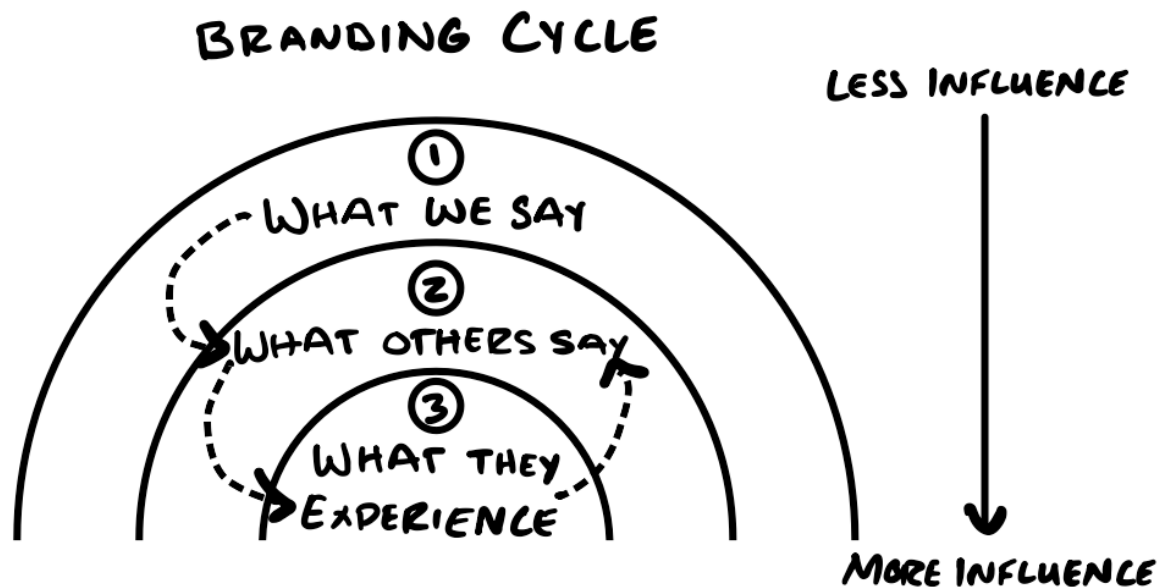 BRANDING CYCLE
LESS INFLUENCE
1
WHAT WE SAY
2
WHAT OTHERS SAY
3
WHAT THEY
EXPERIENCE
MORE INFLUENCE